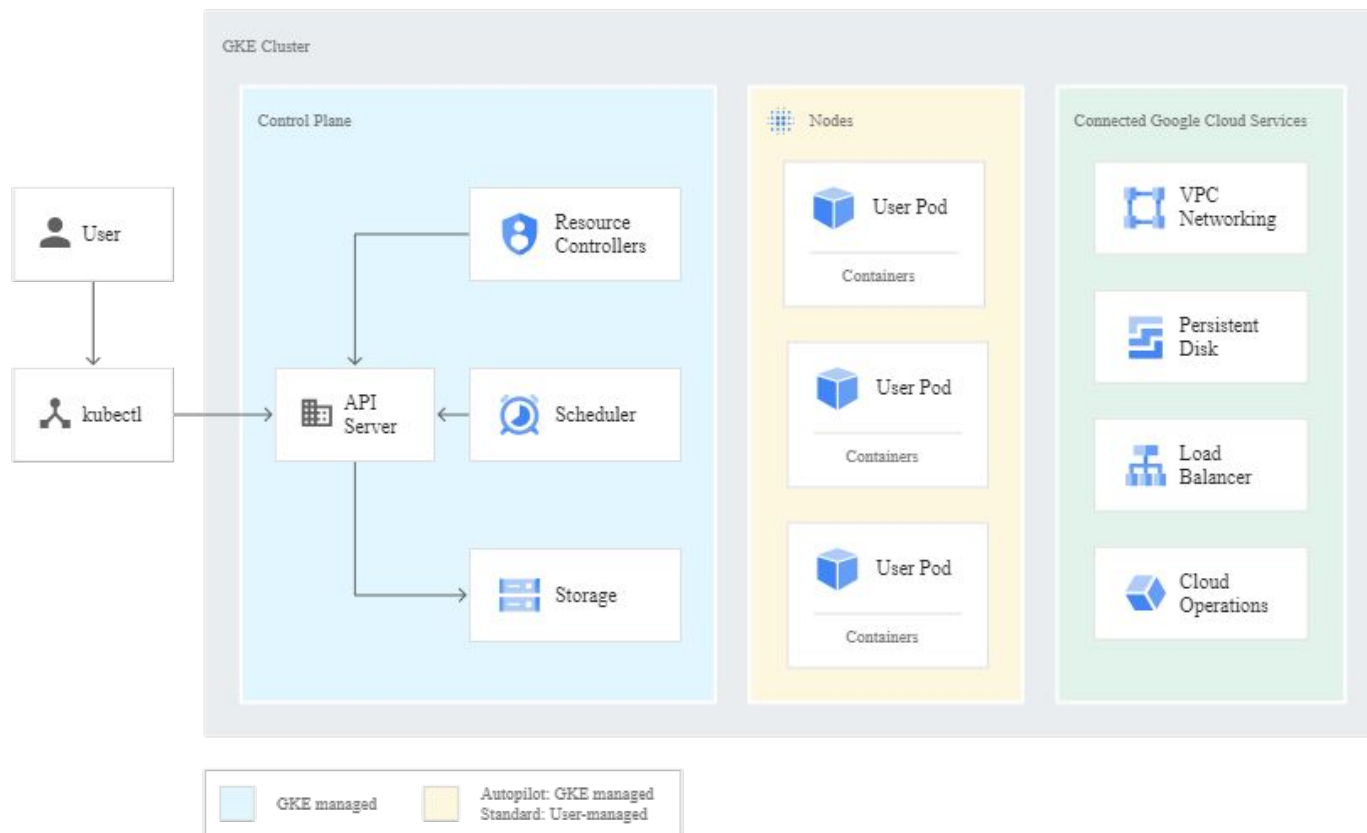 GKE Cluster
Control Plane
Nodes
Connected Google Cloud Services
User
kubectl
Resource
Controllers
API
Server
Scheduler
Storage
User Pod
Containers
User Pod
Containers
User Pod
Containers
VPC
Networking
Persistent
Disk
Load
Balancer
Cloud
Operations
GKE managed
Autopilot: GKE managed
Standard: User-managed